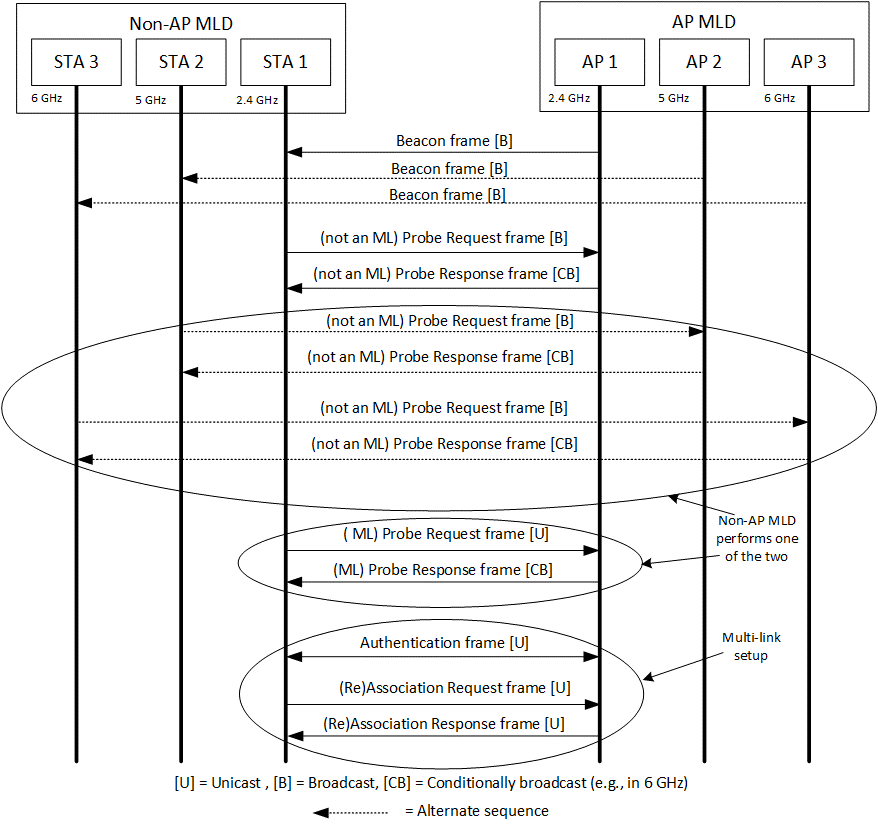 Non-AP MLD
AP MLD
STA 3
STA 2
STA 1
AP 1
AP 2
AP 3
6 GHz
5 GHz
2.4 GHz
2.4 GHz
5 GHz
6 GHz
Beacon frame [B]
Beacon frame [B]
Beacon frame [B]
(not an ML) Probe Request frame [B]
(not an ML) Probe Response frame [CB]
(not an ML) Probe Request frame [B]
(not an ML) Probe Response frame [CB]
(not an ML) Probe Request frame [B]
(not an ML) Probe Response frame [CB]
Non-AP MLD
performs one
of the two
( ML) Probe Request frame [U]
(ML) Probe Response frame [CB]
Multi-link
setup
Authentication frame [U]
(Re)Association Request frame [U]
(Re)Association Response frame [U]
[U] = Unicast , [B] = Broadcast, [CB] = Conditionally broadcast (e.g., in 6 GHz)
= Alternate sequence